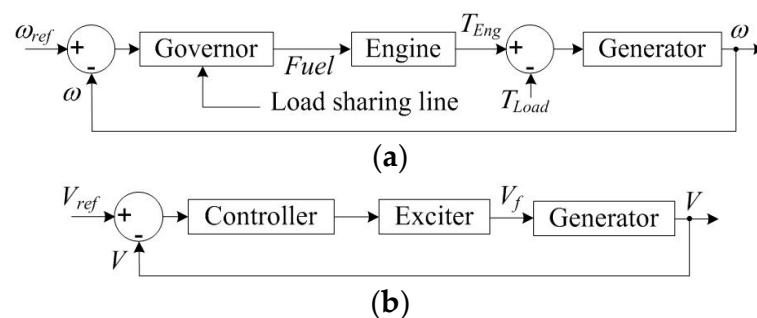 ω_ref + - Governor Fuel Engine T_Eng + - Generator ω
ω Load sharing line T_Load
(a)
V_ref + - Controller Exciter V_f Generator V
V
(b)